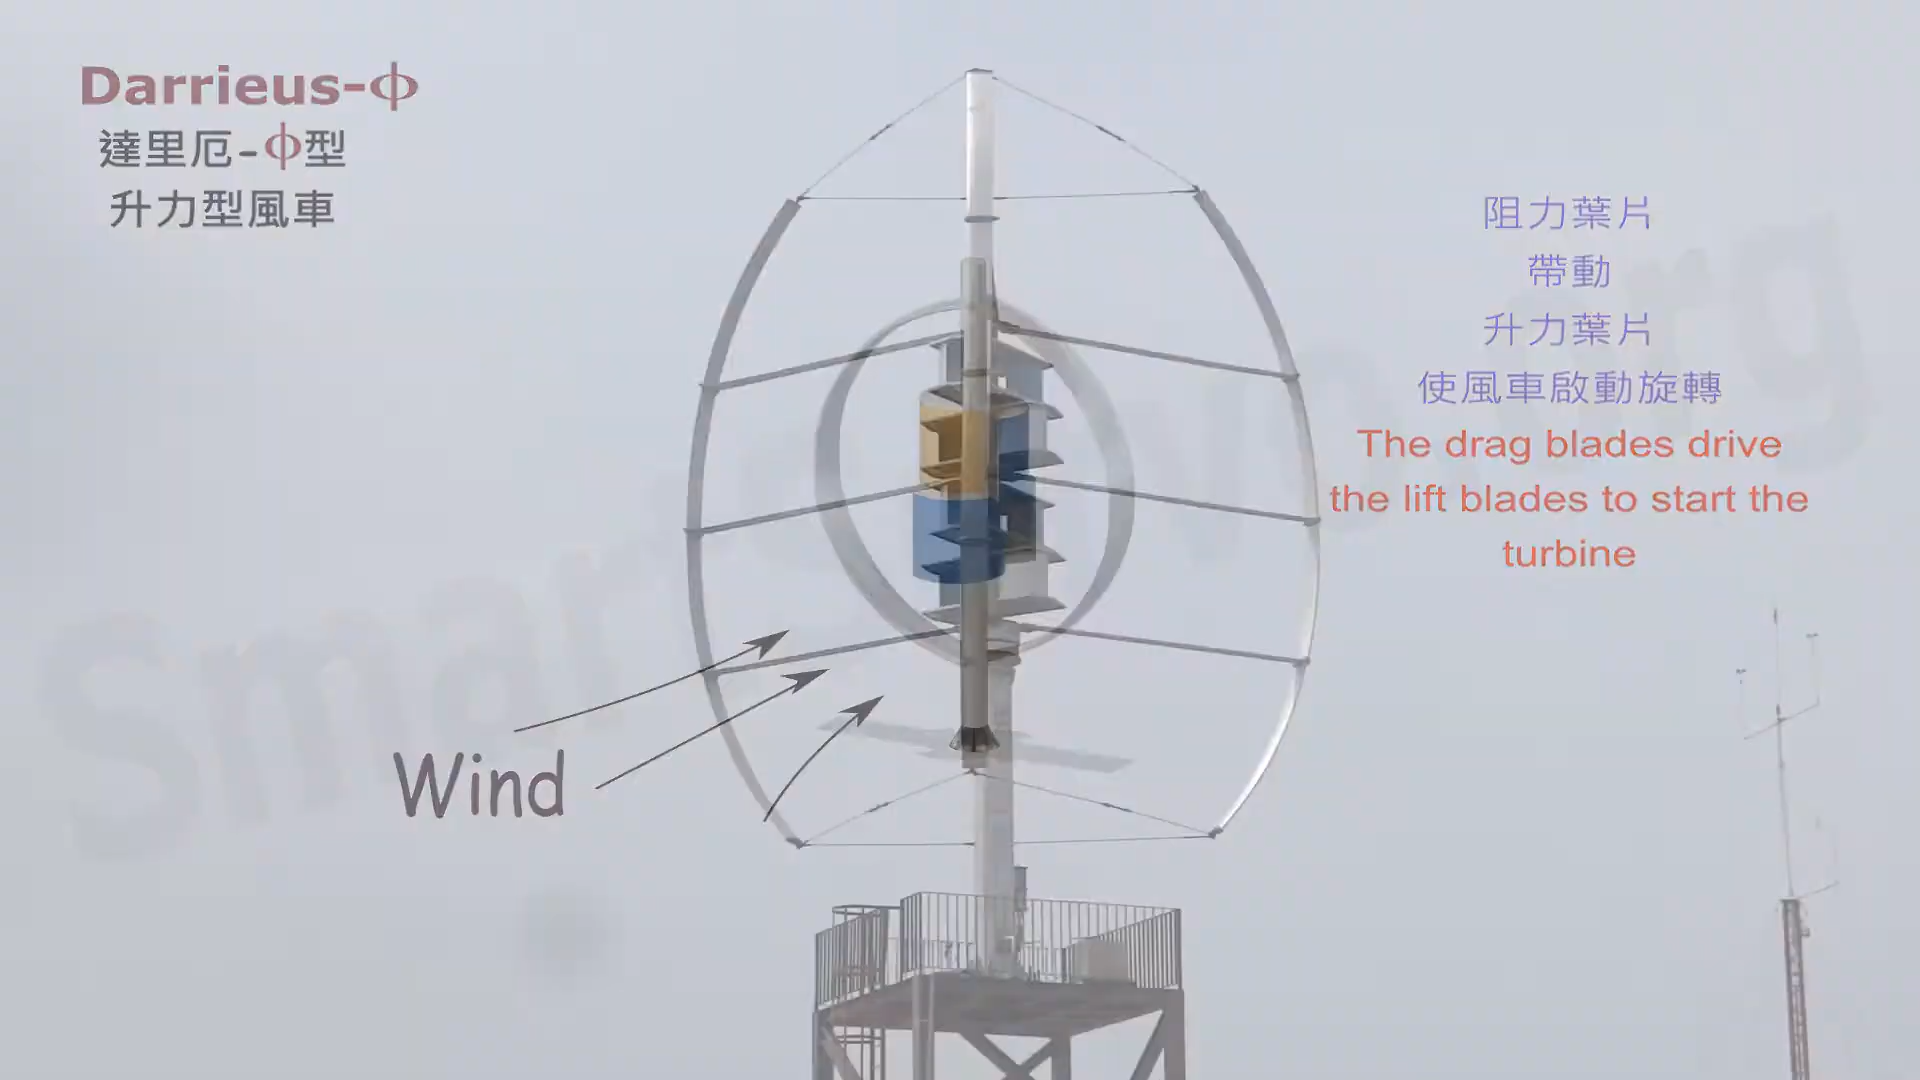 Darrieus-Φ
達里厄-Φ型
升力型風車
阻力葉片
帶動
升力葉片
使風車啟動旋轉
The drag blades drive
the lift blades to start the
turbine
Wind